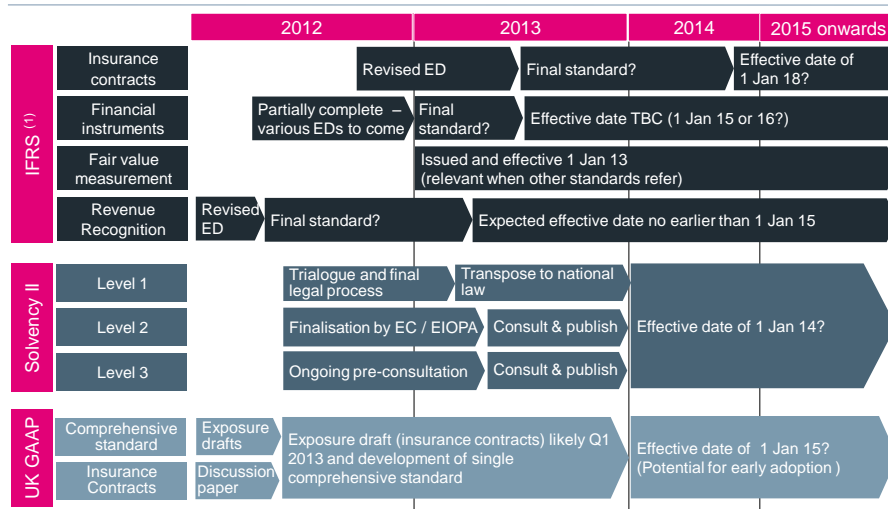 2012
2013
2014
2015 onwards
IFRS (1)
Insurance
contracts
Revised ED
Final standard?
Effective date of
1 Jan 18?
Financial
instruments
Partially complete –
various EDs to come
Final
standard?
Effective date TBC (1 Jan 15 or 16?)
Fair value
measurement
Issued and effective 1 Jan 13
(relevant when other standards refer)
Revenue
Recognition
Revised
ED
Final standard?
Expected effective date no earlier than 1 Jan 15
Solvency II
Level 1
Trialogue and final
legal process
Transpose to national
law
Level 2
Finalisation by EC / EIOPA
Consult & publish
Effective date of 1 Jan 14?
Level 3
Ongoing pre-consultation
Consult & publish
UK GAAP
Comprehensive
standard
Exposure
drafts
Exposure draft (insurance contracts) likely Q1
2013 and development of single
comprehensive standard
Effective date of 1 Jan 15?
(Potential for early adoption )
Insurance
Contracts
Discussion
paper